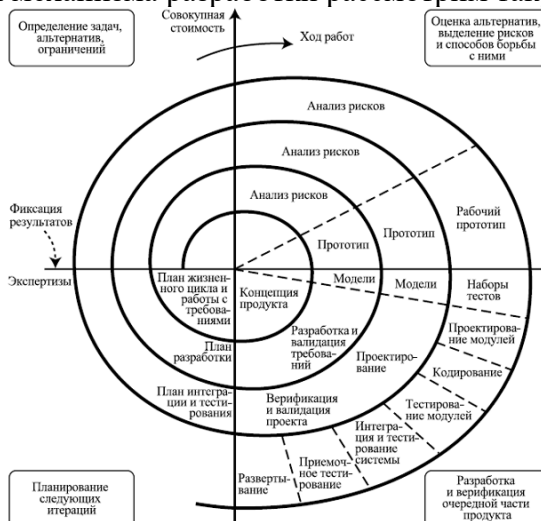 Определение задач,
альтернатив,
ограничений
Совокупная
стоимость
Ход работ
Оценка альтернатив,
выделение рисков
и способов борьбы
с ними
Анализ рисков
Анализ рисков
Анализ рисков
Фиксация
результатов
Экспертизы
Прототип
Прототип
Рабочий
прототип
План жизнен-
ного цикла и
работы с
требова-
ниями
Концепция
продукта
Модели
Модели
Наборы
тестов
План
разработки
Разработка и
валидация
требова-
ний
Проектиро-
вание
Проектирова-
ние модулей
Кодирование
Тестирова-
ние модулей
План интегра-
ции и тести-
рования
Верификация
и валидация
проекта
Интегра-
ция и тести-
рование
системы
Приемоч-
ное тести-
рование
Разверты-
вание
Планирование
следующих
итераций
Разработка
и верификация
очередной части
продукта